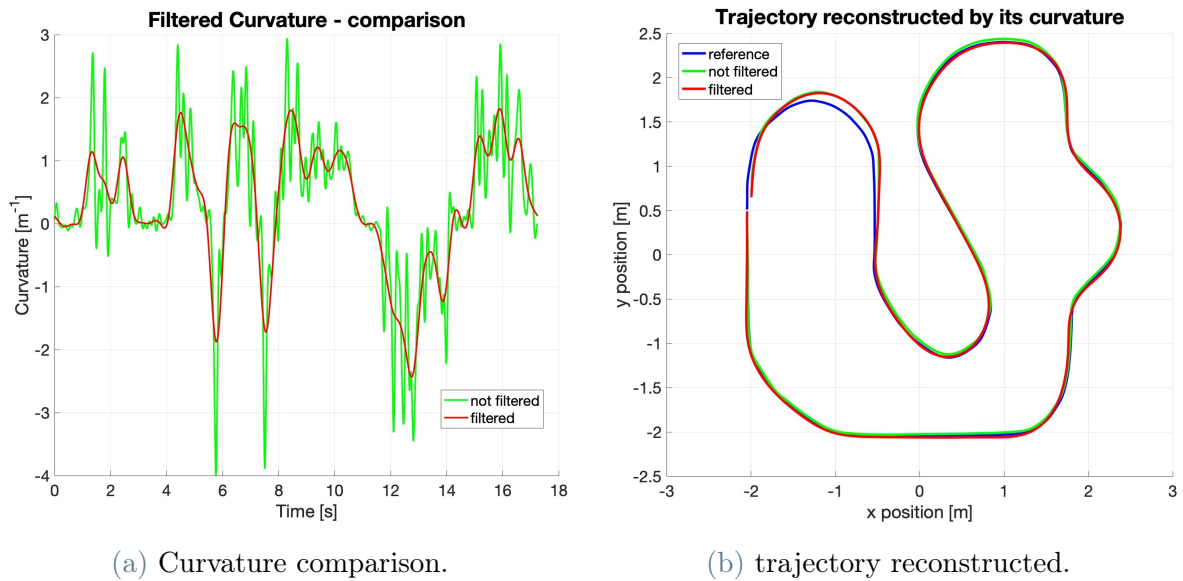 Filtered Curvature - comparison
3
2
1
0
-1
-2
-3
-4
Curvature [m⁻¹]
not filtered
filtered
0 2 4 6 8 10 12 14 16 18
Time [s]
(a) Curvature comparison.
Trajectory reconstructed by its curvature
2.5
2
1.5
1
0.5
0
-0.5
-1
-1.5
-2
-2.5
y position [m]
reference
not filtered
filtered
-3 -2 -1 0 1 2 3
x position [m]
(b) trajectory reconstructed.